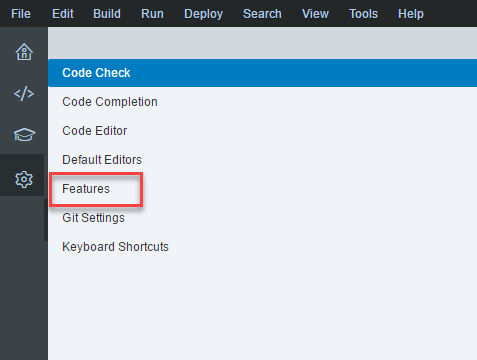 File Edit Build Run Deploy Search View Tools Help
Code Check
Code Completion
Code Editor
Default Editors
Features
Git Settings
Keyboard Shortcuts